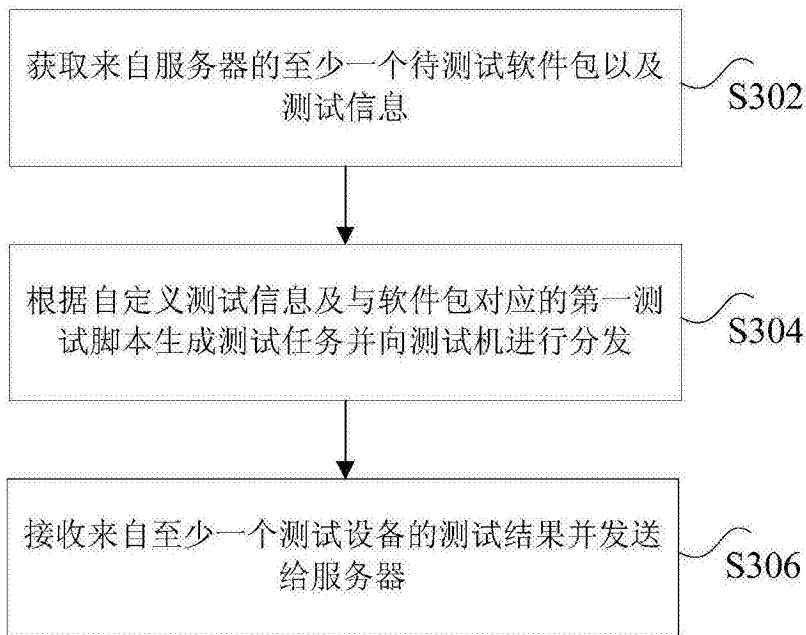 获取来自服务器的至少一个待测试软件包以及
测试信息
S302
根据自定义测试信息及与软件包对应的第一测
试脚本生成测试任务并向测试机进行分发
S304
接收来自至少一个测试设备的测试结果并发送
给服务器
S306